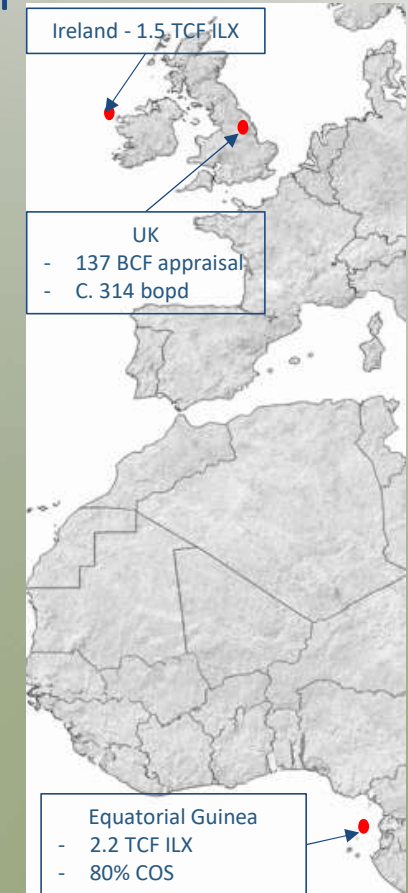 Ireland - 1.5 TCF ILX
UK
- 137 BCF appraisal
- C. 314 bopd
Equatorial Guinea
- 2.2 TCF ILX
- 80% COS